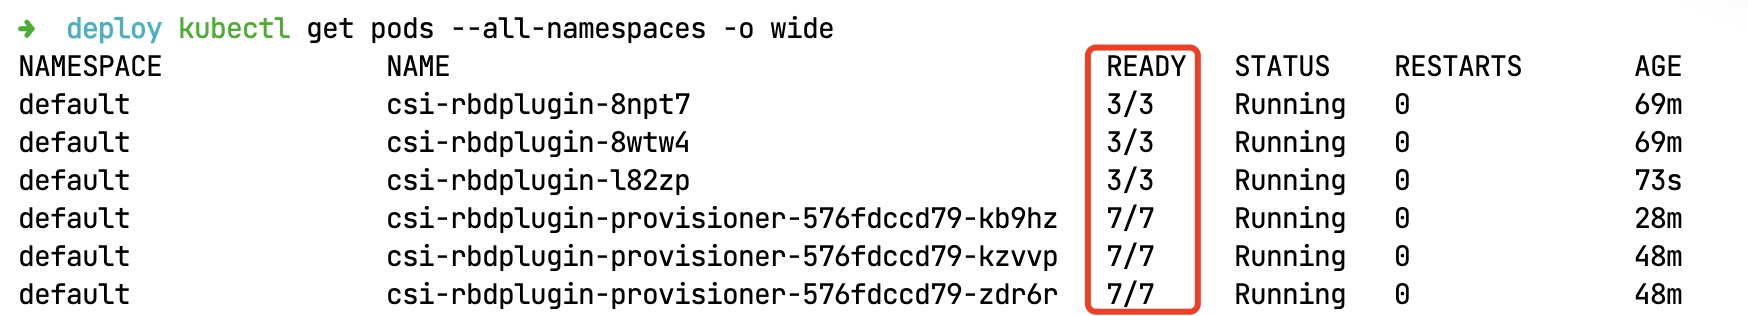 ➜ deploy kubectl get pods --all-namespaces -o wide
NAMESPACE NAME READY STATUS RESTARTS AGE
default csi-rbdplugin-8npt7 3/3 Running 0 69m
default csi-rbdplugin-8wtw4 3/3 Running 0 69m
default csi-rbdplugin-l82zp 3/3 Running 0 73s
default csi-rbdplugin-provisioner-576fdccd79-kb9hz 7/7 Running 0 28m
default csi-rbdplugin-provisioner-576fdccd79-kzvvp 7/7 Running 0 48m
default csi-rbdplugin-provisioner-576fdccd79-zdr6r 7/7 Running 0 48m